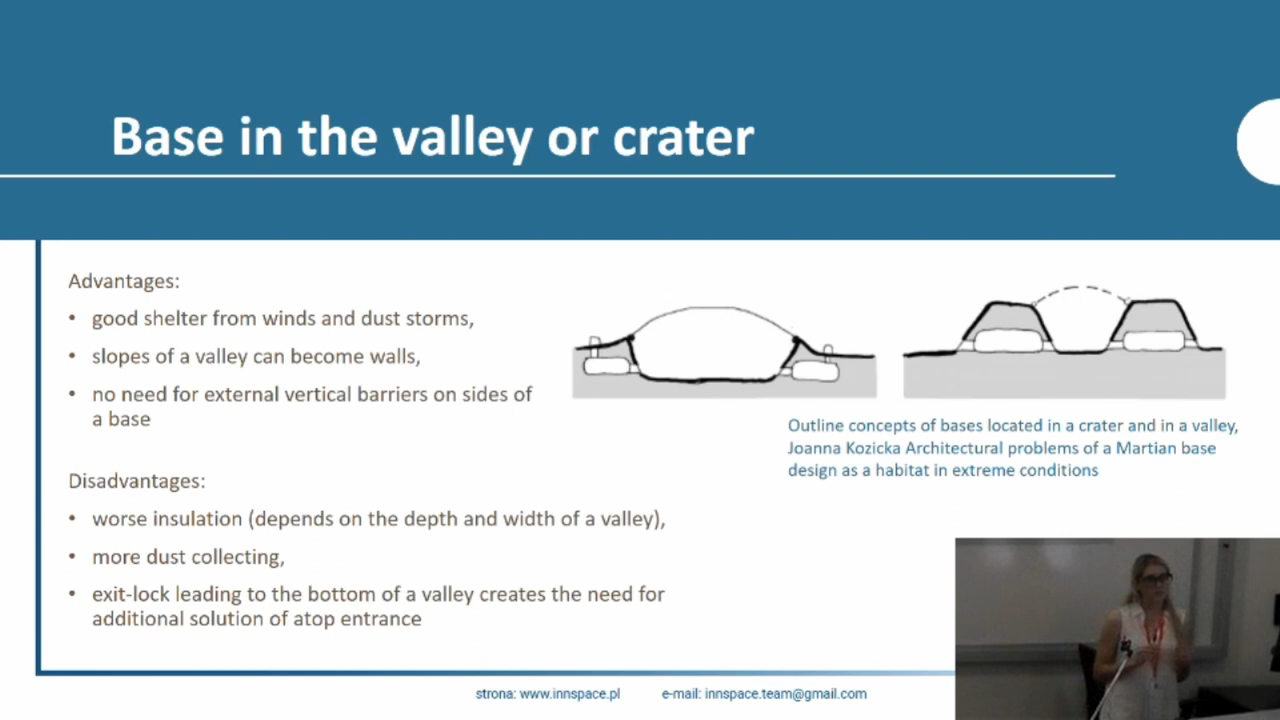 Base in the valley or crater
Advantages:
• good shelter from winds and dust storms,
• slopes of a valley can become walls,
• no need for external vertical barriers on sides of
a base
Outline concepts of bases located in a crater and in a valley,
Joanna Kozicka Architectural problems of a Martian base
design as a habitat in extreme conditions
Disadvantages:
• worse insulation (depends on the depth and width of a valley),
• more dust collecting,
• exit-lock leading to the bottom of a valley creates the need for
additional solution of atop entrance
strona: www.innspace.pl e-mail: innspace.team@gmail.com